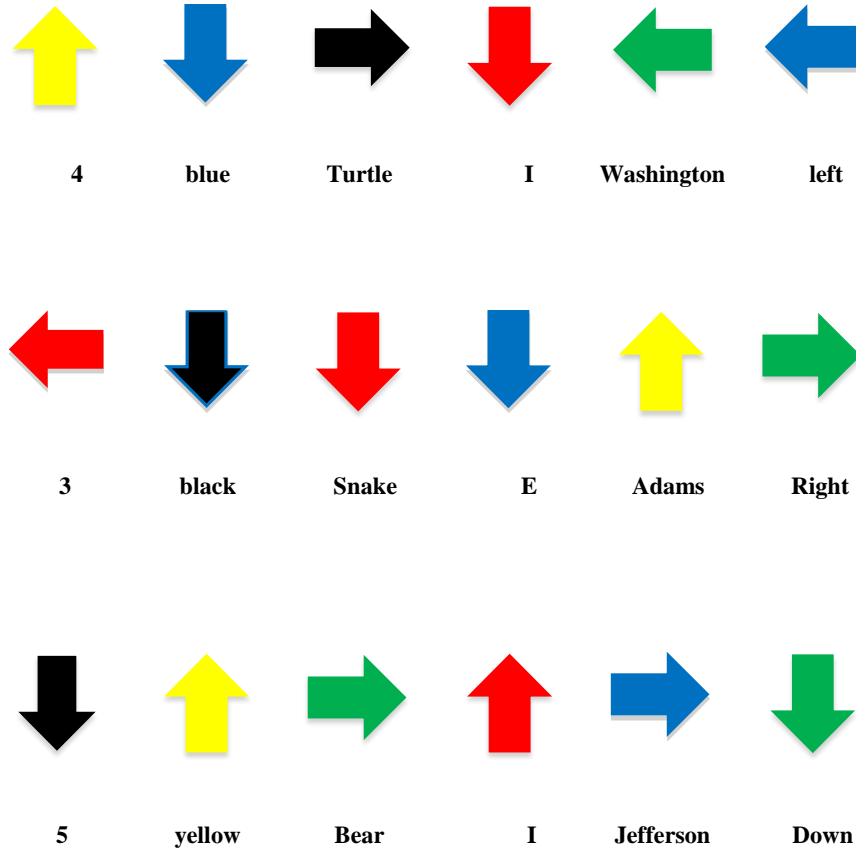 4 blue Turtle I Washington left
3 black Snake E Adams Right
5 yellow Bear I Jefferson Down